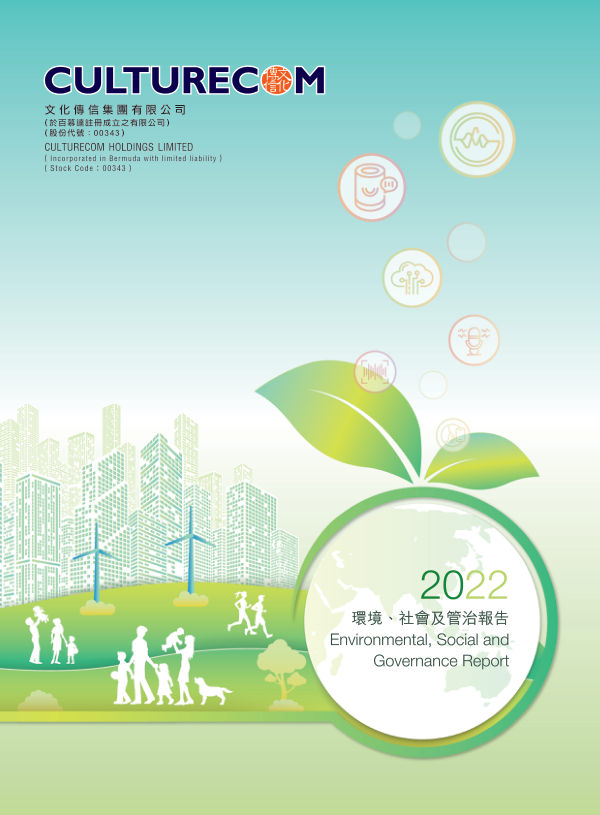 CULTURECOM
文化傳信集團有限公司
(於百慕達註冊成立之有限公司)
(股份代號：00343)
CULTURECOM HOLDINGS LIMITED
( Incorporated in Bermuda with limited liability )
( Stock Code : 00343 )
2022
環境、社會及管治報告
Environmental, Social and
Governance Report